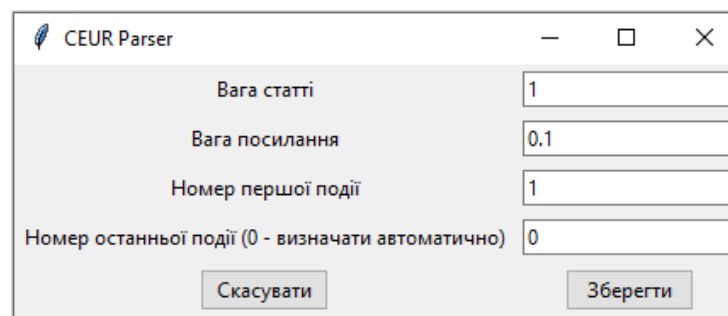 CEUR Parser
Вага статті 1
Вага посилання 0.1
Номер першої події 1
Номер останньої події (0 - визначати автоматично) 0
Скасувати Зберегти